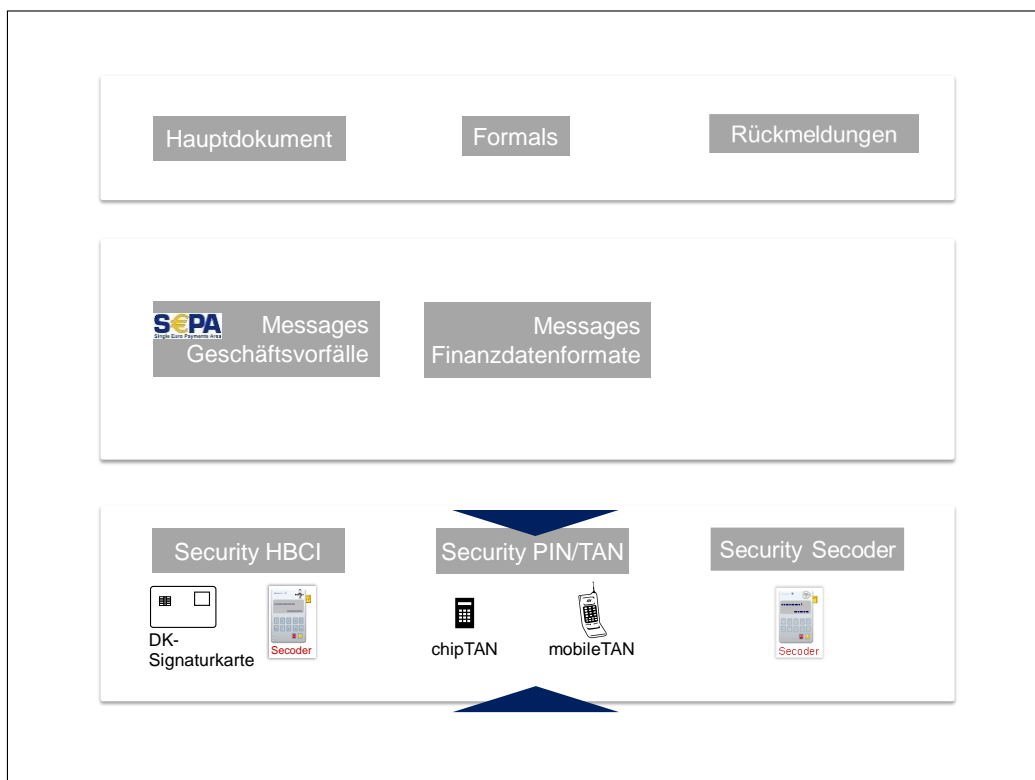 Hauptdokument
Formals
Rückmeldungen
S€PA
Single Euro Payments Area
Messages
Geschäftsvorfälle
Messages
Finanzdatenformate
Security HBCI
Security PIN/TAN
Security Secoder
DK-
Signaturkarte
Secoder
chipTAN
mobileTAN
Secoder